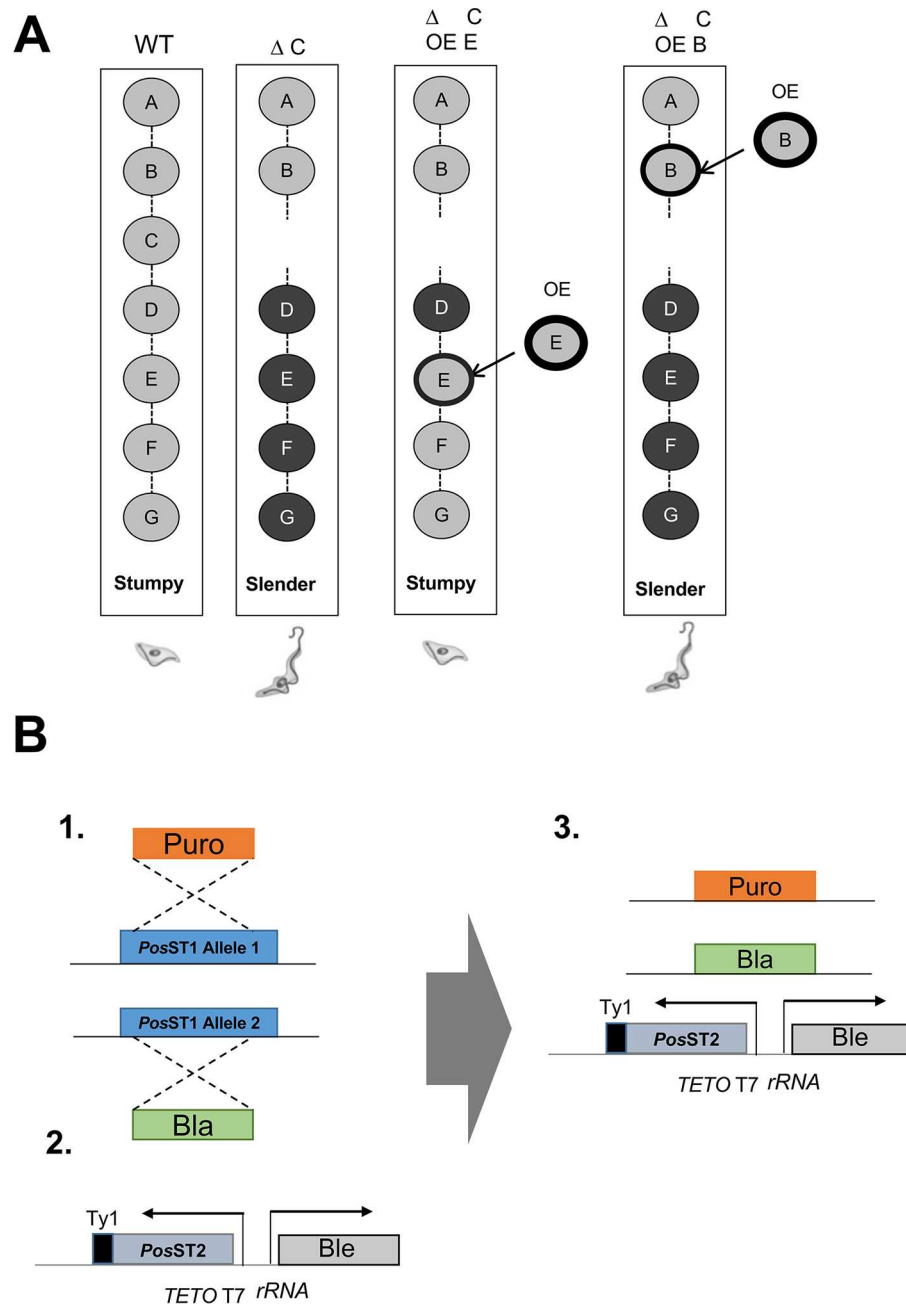 A
WT
A
B
C
D
E
F
G
Stumpy
Δ C
A
B
D
E
F
G
Slender
Δ C
OE E
A
B
D
E
F
G
Stumpy
OE
E
Δ C
OE B
A
B
D
E
F
G
Slender
OE
B
B
1.
Puro
PosST1 Allele 1
PosST1 Allele 2
Bla
2.
Ty1
PosST2
Ble
TETO T7 rRNA
3.
Puro
Bla
Ty1
PosST2
Ble
TETO T7 rRNA